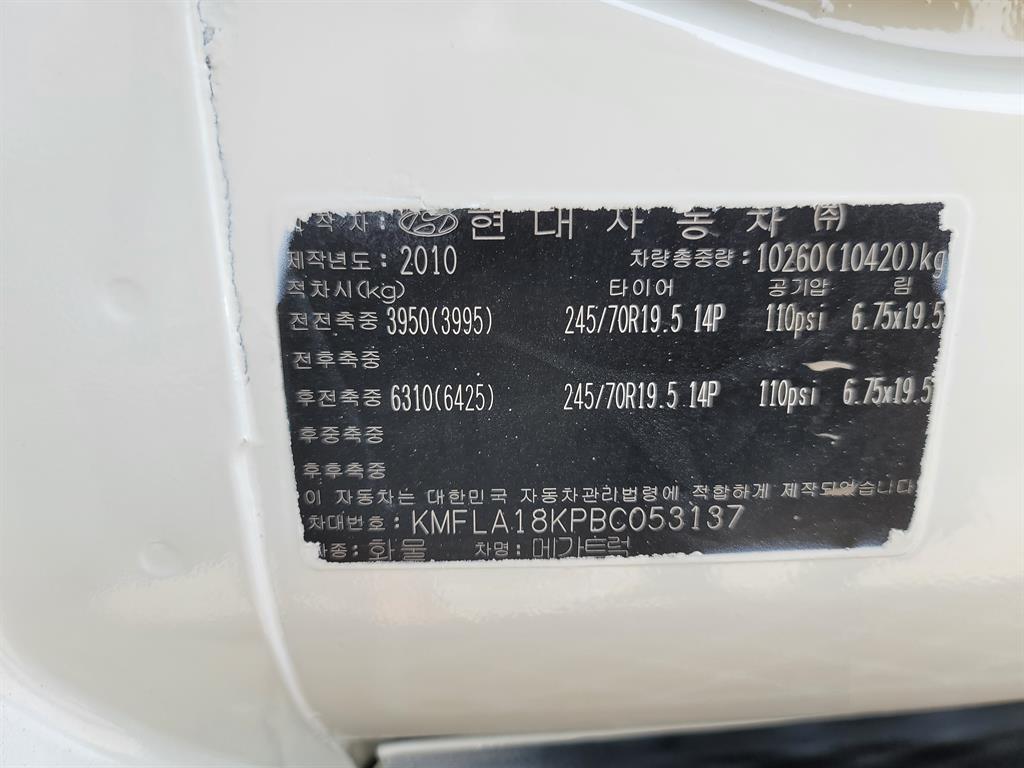 제작자: 현대자동차㈜
제작년도: 2010 차량총중량: 10260(10420)kg
적차시(kg) 타이어 공기압 림
전전축중 3950(3995) 245/70R19.5 14P 110psi 6.75x19.5
전후축중
후전축중 6310(6425) 245/70R19.5 14P 110psi 6.75x19.5
후중축중
후후축중
이 자동차는 대한민국 자동차관리법령에 적합하게 제작되었습니다
차대번호: KMFLA18KPBC053137
차종: 화물 차명: 메가트럭